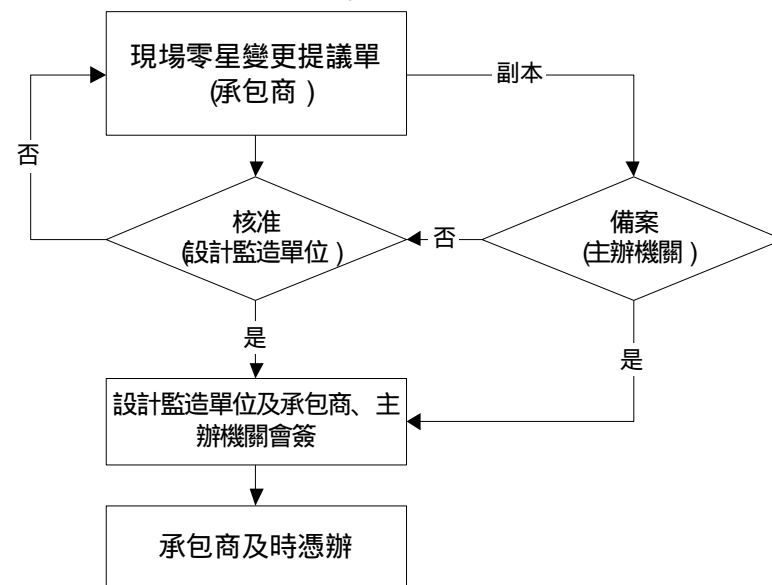 現場零星變更提議單
(承包商)
副本
否
核准
(設計監造單位)
否
備案
(主辦機關)
是
是
設計監造單位及承包商、主
辦機關會簽
承包商及時憑辦